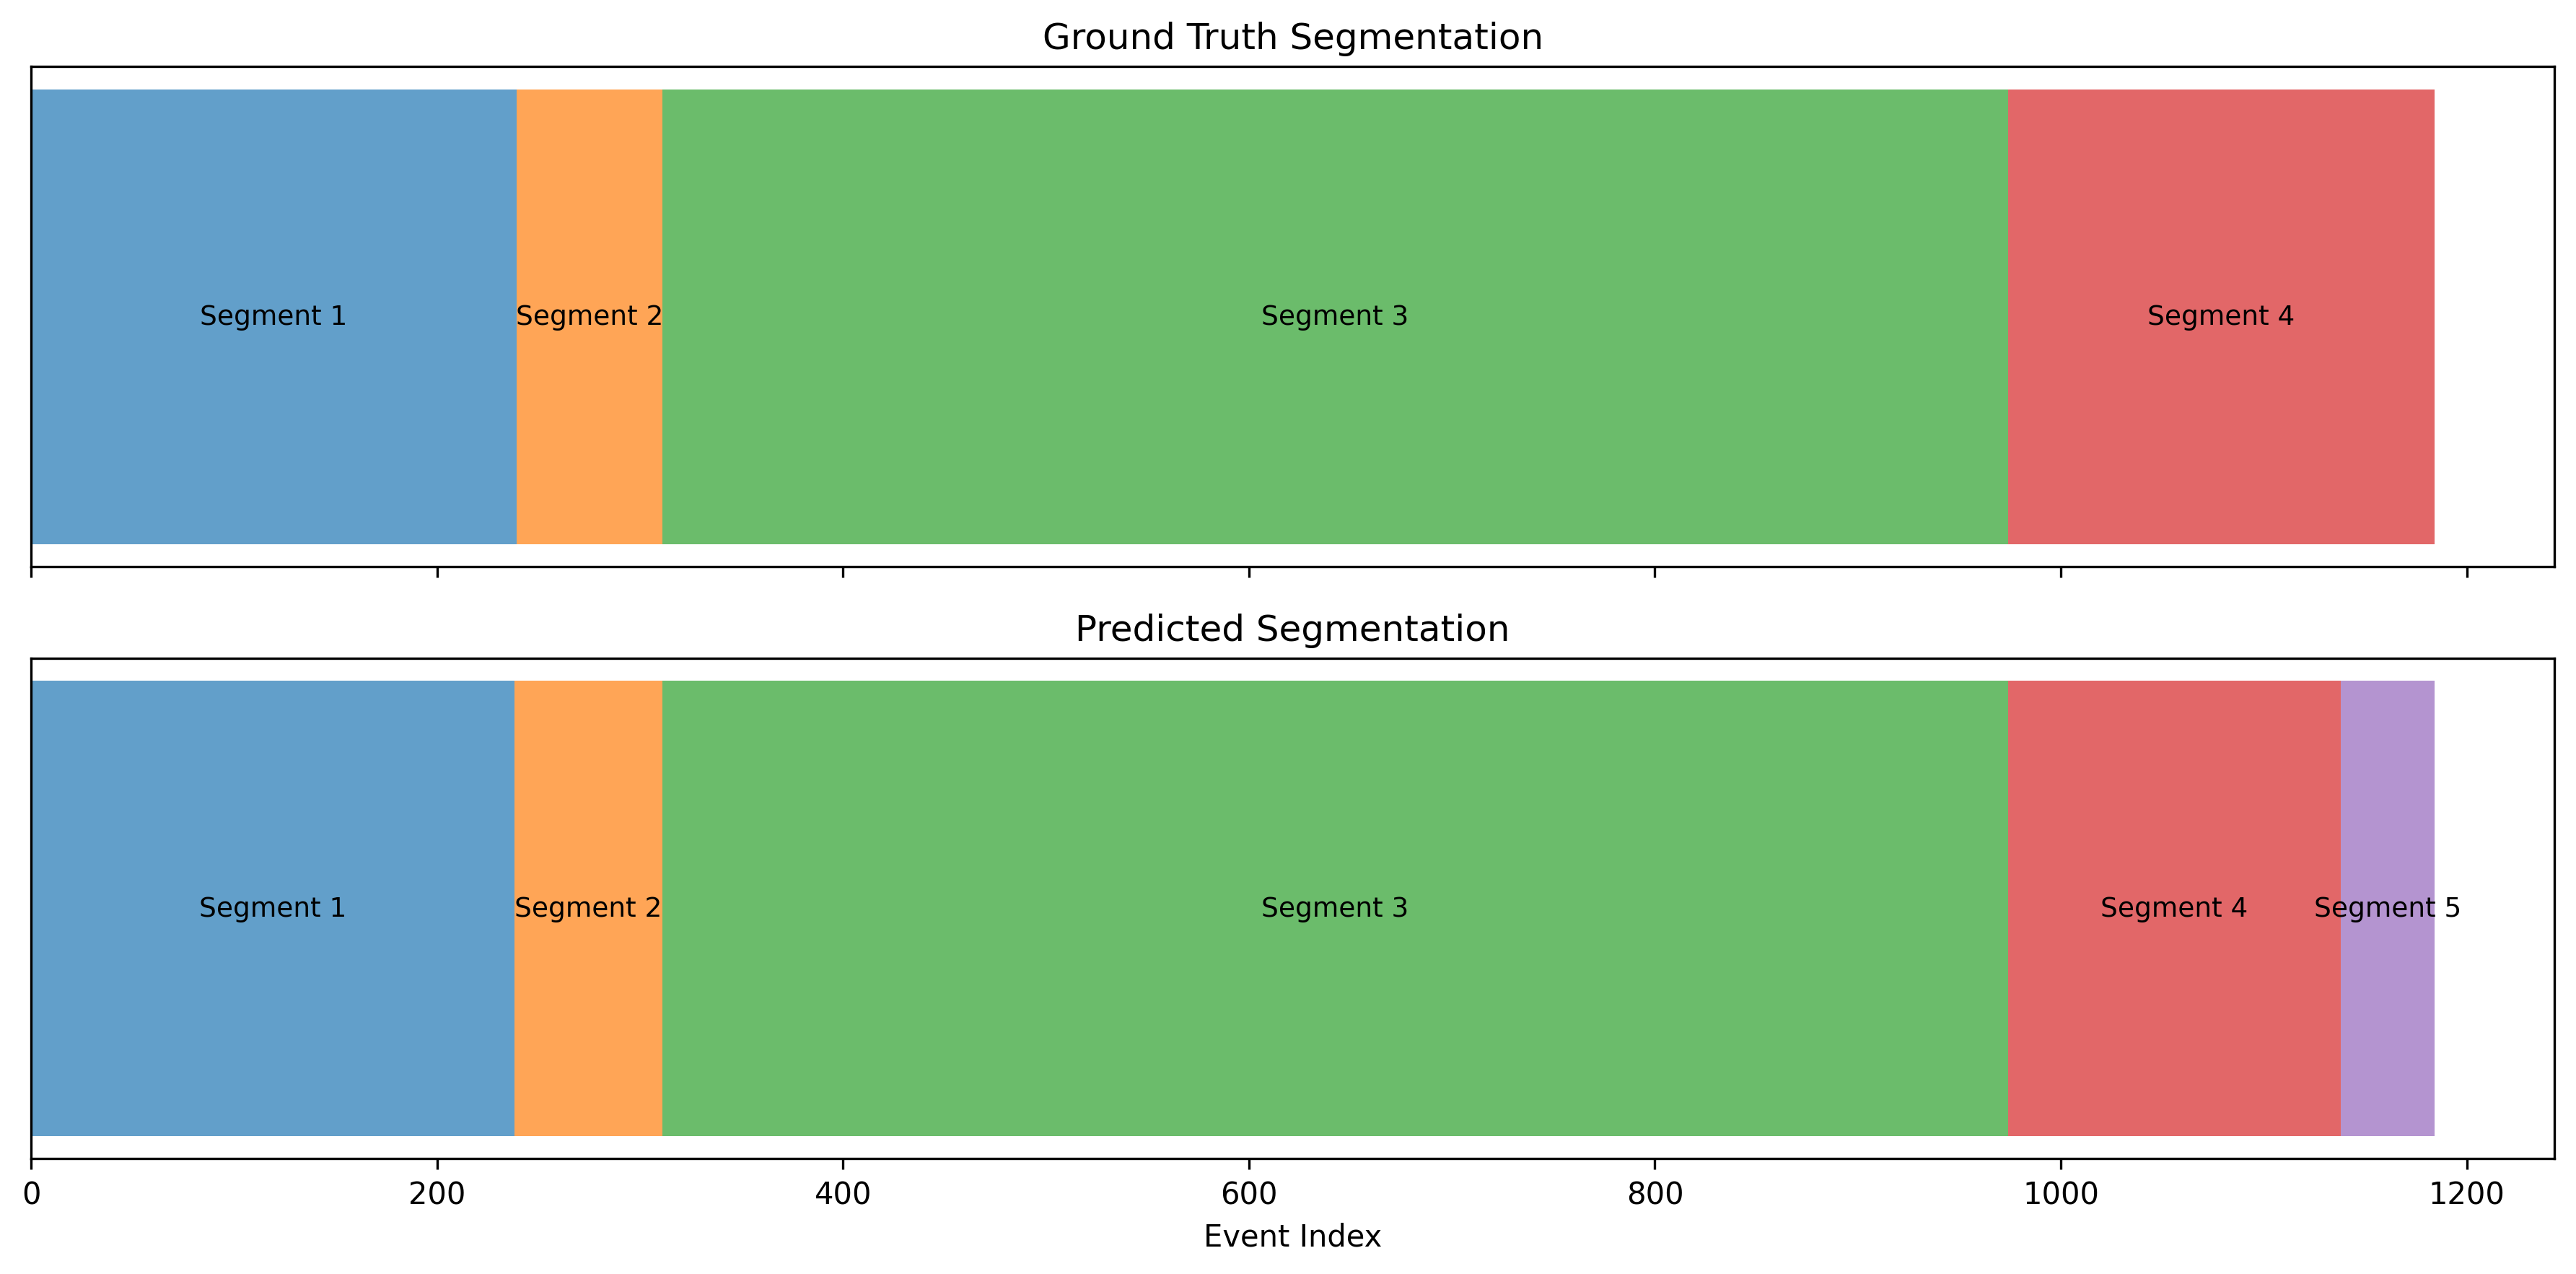 Ground Truth Segmentation
Segment 1 Segment 2 Segment 3 Segment 4
Predicted Segmentation
Segment 1 Segment 2 Segment 3 Segment 4 Segment 5
0 200 400 600 800 1000 1200
Event Index